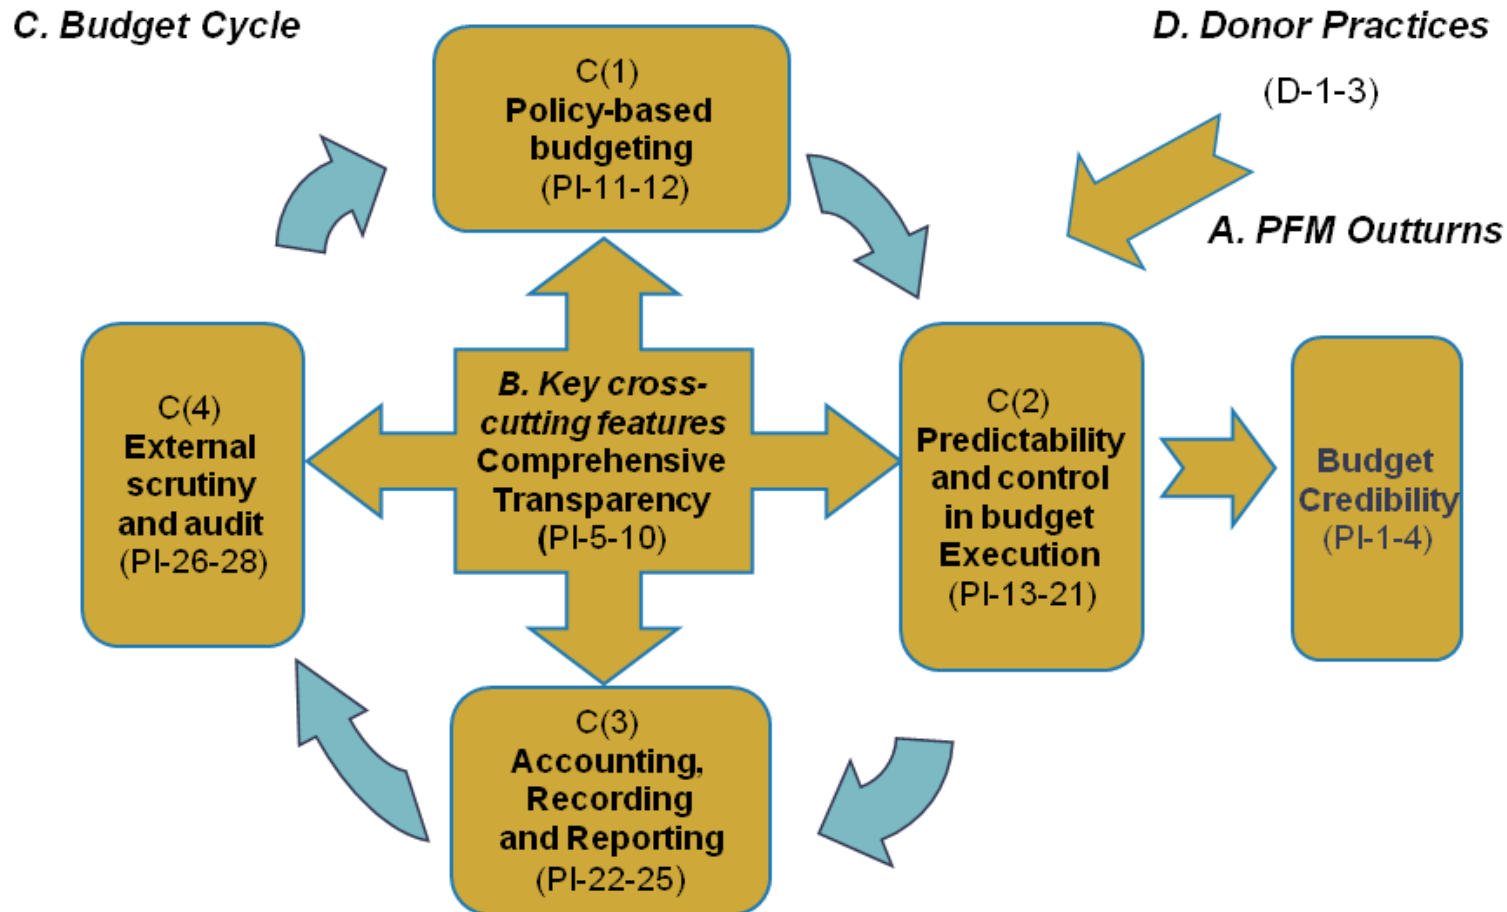 C. Budget Cycle
D. Donor Practices
(D-1-3)
C(1)
Policy-based
budgeting
(PI-11-12)
A. PFM Outturns
C(4)
External
scrutiny
and audit
(PI-26-28)
B. Key cross-
cutting features
Comprehensive
Transparency
(PI-5-10)
C(2)
Predictability
and control
in budget
Execution
(PI-13-21)
Budget
Credibility
(PI-1-4)
C(3)
Accounting,
Recording
and Reporting
(PI-22-25)